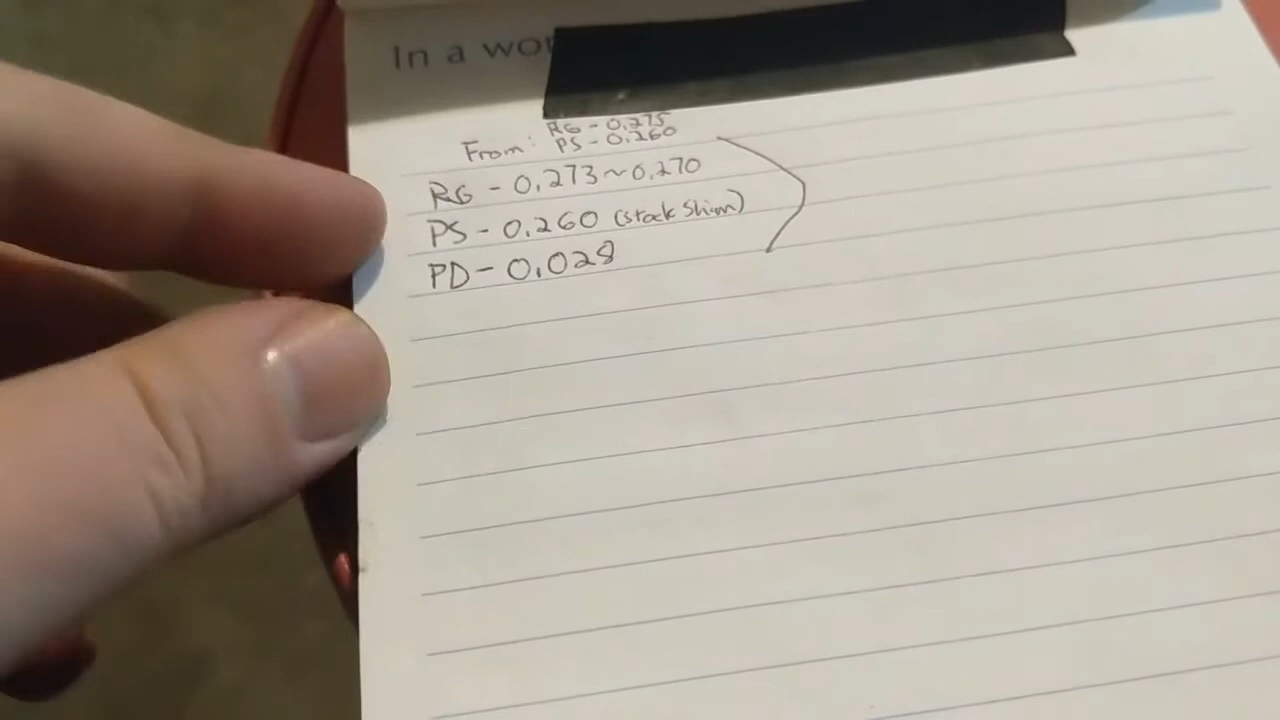 In a wor
RG - 0.275
From: PS - 0.260
RG - 0.273 ~ 0.270
PS - 0.260 (stock shim)
PD - 0.028